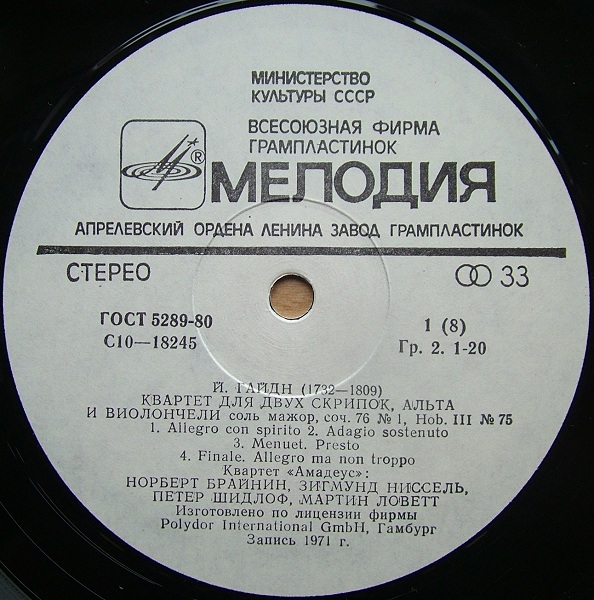 МИНИСТЕРСТВО
КУЛЬТУРЫ СССР
ВСЕСОЮЗНАЯ ФИРМА
ГРАМПЛАСТИНОК
®
МЕЛОДИЯ
АПРЕЛЕВСКИЙ ОРДЕНА ЛЕНИНА ЗАВОД ГРАМПЛАСТИНОК
СТЕРЕО 33
ГОСТ 5289-80 1 (8)
С10—18245 Гр. 2. 1-20
Й. ГАЙДН (1732—1809)
КВАРТЕТ ДЛЯ ДВУХ СКРИПОК, АЛЬТА
И ВИОЛОНЧЕЛИ соль мажор, соч. 76 № 1, Hob. III № 75
1. Allegro con spirito 2. Adagio sostenuto
3. Menuet. Presto
4. Finale. Allegro ma non troppo
Квартет «Амадеус»:
НОРБЕРТ БРАЙНИН, ЗИГМУНД НИССЕЛЬ,
ПЕТЕР ШИДЛОФ, МАРТИН ЛОВЕТТ
Изготовлено по лицензии фирмы
Polydor International GmbH, Гамбург
Запись 1971 г.